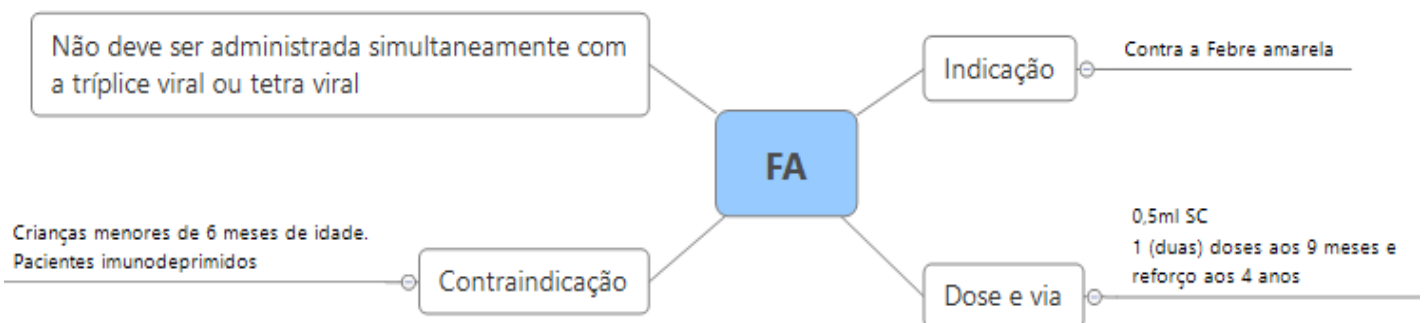 Não deve ser administrada simultaneamente com
a tríplice viral ou tetra viral
Indicação
Contra a Febre amarela
FA
Crianças menores de 6 meses de idade.
Pacientes imunodeprimidos
Contraindicação
Dose e via
0,5ml SC
1 (duas) doses aos 9 meses e
reforço aos 4 anos